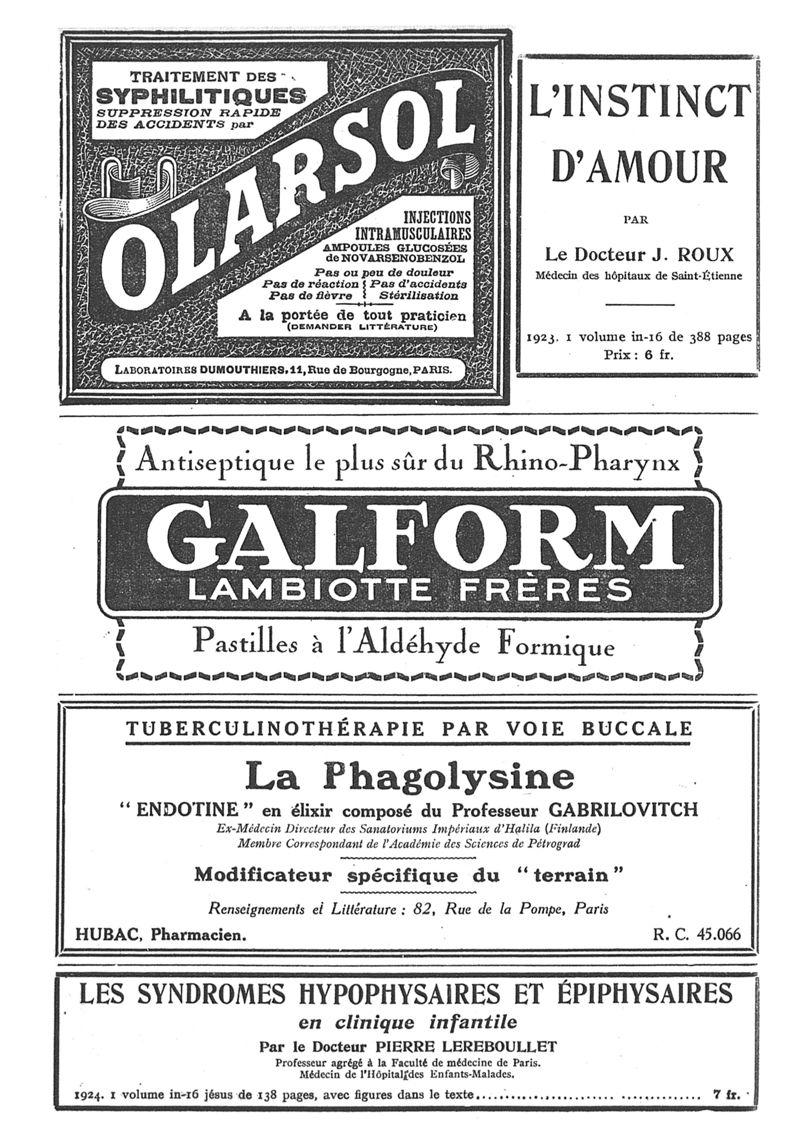 TRAITEMENT DES
SYPHILITIQUES
SUPPRESSION RAPIDE
DES ACCIDENTS par
OLARSOL
INJECTIONS
INTRAMUSCULAIRES
AMPOULES GLUCOSÉES
de NOVARSENOBENZOL
Pas ou peu de douleur
Pas de réaction Pas d'accidents
Pas de fièvre Stérilisation
A la portée de tout praticien
(DEMANDER LITTÉRATURE)
LABORATOIRES DUMOUTHIERS, 11, Rue de Bourgogne, PARIS.
L'INSTINCT
D'AMOUR
PAR
Le Docteur J. ROUX
Médecin des hôpitaux de Saint-Étienne
1923. 1 volume in-16 de 388 pages
Prix : 6 fr.
Antiseptique le plus sûr du Rhino-Pharynx
GALFORM
LAMBIOTTE FRÈRES
Pastilles à l'Aldéhyde Formique
TUBERCULINOTHÉRAPIE PAR VOIE BUCCALE
La Phagolysine
“ ENDOTINE ” en élixir composé du Professeur GABRILOVITCH
Ex-Médecin Directeur des Sanatoriums Impériaux d'Halila (Finlande)
Membre Correspondant de l'Académie des Sciences de Pétrograd
Modificateur spécifique du “ terrain ”
Renseignements et Littérature : 82, Rue de la Pompe, Paris
HUBAC, Pharmacien. R. C. 45.066
LES SYNDROMES HYPOPHYSAIRES ET ÉPIPHYSAIRES
en clinique infantile
Par le Docteur PIERRE LEREBOULLET
Professeur agrégé à la Faculté de médecine de Paris.
Médecin de l'Hôpital des Enfants-Malades.
1924. 1 volume in-16 jésus de 138 pages, avec figures dans le texte.................................... 7 fr.